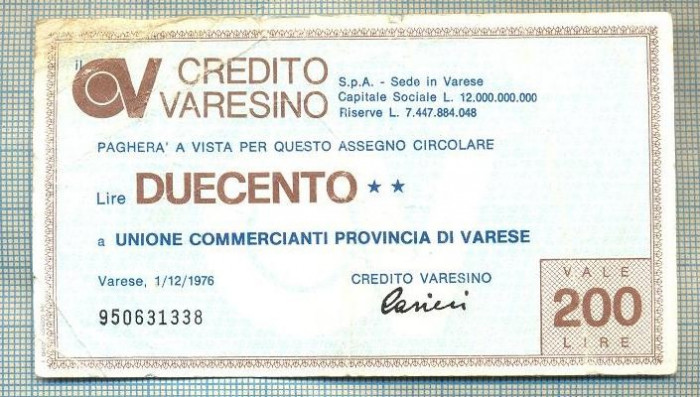 il CREDITO
VARESINO
S.p.A. - Sede in Varese
Capitale Sociale L. 12.000.000.000
Riserve L. 7.447.884.048
PAGHERA' A VISTA PER QUESTO ASSEGNO CIRCOLARE
Lire DUECENTO ★ ★
a UNIONE COMMERCIANTI PROVINCIA DI VARESE
Varese, 1/12/1976
CREDITO VARESINO
950631338
VALE
200
LIRE